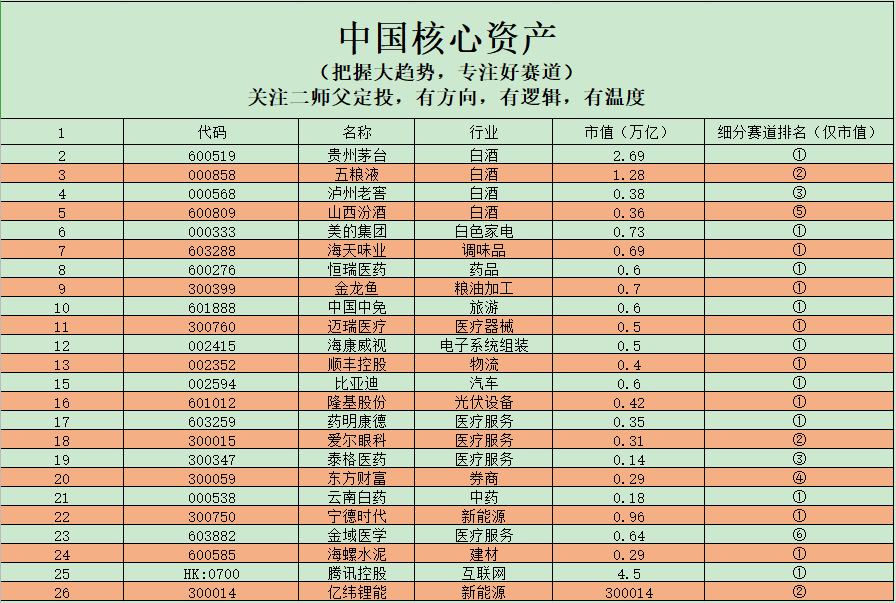 中国核心资产
（把握大趋势，专注好赛道）
关注二师父定投，有方向，有逻辑，有温度
1 代码 名称 行业 市值（万亿） 细分赛道排名（仅市值）
2 600519 贵州茅台 白酒 2.69 ①
3 000858 五粮液 白酒 1.28 ②
4 000568 泸州老窖 白酒 0.38 ③
5 600809 山西汾酒 白酒 0.36 ⑤
6 000333 美的集团 白色家电 0.73 ①
7 603288 海天味业 调味品 0.69 ①
8 600276 恒瑞医药 药品 0.6 ①
9 300399 金龙鱼 粮油加工 0.7 ①
10 601888 中国中免 旅游 0.6 ①
11 300760 迈瑞医疗 医疗器械 0.5 ①
12 002415 海康威视 电子系统组装 0.5 ①
13 002352 顺丰控股 物流 0.4 ①
15 002594 比亚迪 汽车 0.6 ①
16 601012 隆基股份 光伏设备 0.42 ①
17 603259 药明康德 医疗服务 0.35 ①
18 300015 爱尔眼科 医疗服务 0.31 ②
19 300347 泰格医药 医疗服务 0.14 ③
20 300059 东方财富 券商 0.29 ④
21 000538 云南白药 中药 0.18 ①
22 300750 宁德时代 新能源 0.96 ①
23 603882 金域医学 医疗服务 0.64 ⑥
24 600585 海螺水泥 建材 0.29 ①
25 HK:0700 腾讯控股 互联网 4.5 ①
26 300014 亿纬锂能 新能源 300014 ②